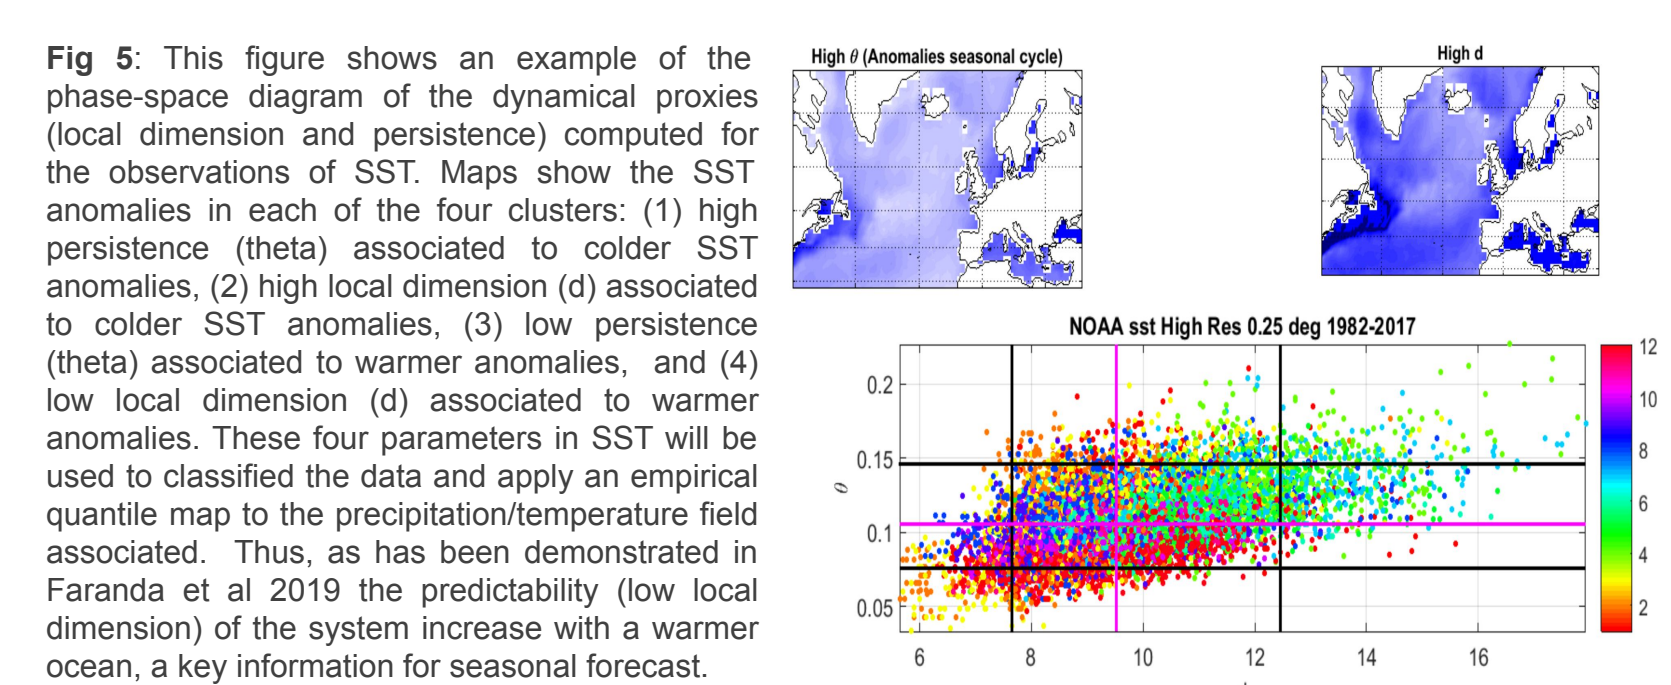 Fig 5: This figure shows an example of the
phase-space diagram of the dynamical proxies
(local dimension and persistence) computed for
the observations of SST. Maps show the SST
anomalies in each of the four clusters: (1) high
persistence (theta) associated to colder SST
anomalies, (2) high local dimension (d) associated
to colder SST anomalies, (3) low persistence
(theta) associated to warmer anomalies, and (4)
low local dimension (d) associated to warmer
anomalies. These four parameters in SST will be
used to classified the data and apply an empirical
quantile map to the precipitation/temperature field
associated. Thus, as has been demonstrated in
Faranda et al 2019 the predictability (low local
dimension) of the system increase with a warmer
ocean, a key information for seasonal forecast.
High θ (Anomalies seasonal cycle)
High d
NOAA sst High Res 0.25 deg 1982-2017
θ
0.2
0.15
0.1
0.05
6 8 10 12 14 16
12
10
8
6
4
2